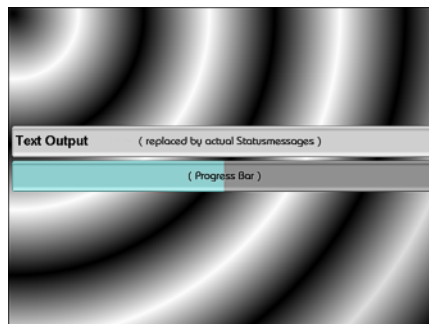 Text Output ( replaced by actual Statusmessages )
( Progress Bar )